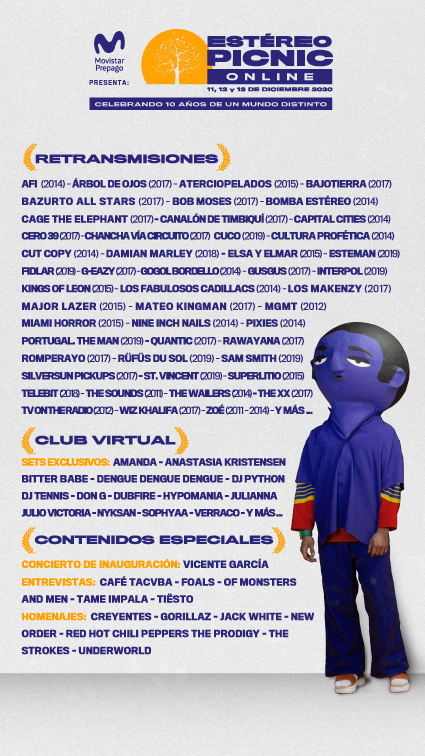 Movistar
Prepago
PRESENTA:
ESTÉREO
PICNIC
ONLINE
11, 12 y 13 DE DICIEMBRE 2020
CELEBRANDO 10 AÑOS DE UN MUNDO DISTINTO
RETRANSMISIONES
AFI (2014) - ÁRBOL DE OJOS (2017) - ATERCIOPELADOS (2015) - BAJOTIERRA (2017)
BAZURTO ALL STARS (2017) - BOB MOSES (2017) - BOMBA ESTÉREO (2014)
CAGE THE ELEPHANT (2017) - CANALÓN DE TIMBIQUÍ (2017) - CAPITAL CITIES (2014)
CERO 39 (2017) - CHANCHA VÍA CIRCUITO (2017) CUCO (2019) - CULTURA PROFÉTICA (2014)
CUT COPY (2014) - DAMIAN MARLEY (2018) - ELSA Y ELMAR (2015) - ESTEMAN (2019)
FIDLAR (2019) - G-EAZY (2017) - GOGOL BORDELLO (2014) - GUSGUS (2017) - INTERPOL (2019)
KINGS OF LEON (2015) - LOS FABULOSOS CADILLACS (2014) - LOS MAKENZY (2017)
MAJOR LAZER (2015) - MATEO KINGMAN (2017) - MGMT (2012)
MIAMI HORROR (2015) - NINE INCH NAILS (2014) - PIXIES (2014)
PORTUGAL. THE MAN (2019) - QUANTIC (2017) - RAWAYANA (2017)
ROMPERAYO (2017) - RÜFÜS DU SOL (2019) - SAM SMITH (2019)
SILVERSUN PICKUPS (2017) - ST. VINCENT (2019) - SUPERLITIO (2015)
TELEBIT (2018) - THE SOUNDS (2011) - THE WAILERS (2014) - THE XX (2017)
TV ON THE RADIO (2012) - WIZ KHALIFA (2017) - ZOÉ (2011 - 2014) - Y MÁS ...
CLUB VIRTUAL
SETS EXCLUSIVOS: AMANDA - ANASTASIA KRISTENSEN
BITTER BABE - DENGUE DENGUE DENGUE - DJ PYTHON
DJ TENNIS - DON G - DUBFIRE - HYPOMANIA - JULIANNA
JULIO VICTORIA - NYKSAN - SOPHYAA - VERRACO - Y MÁS...
CONTENIDOS ESPECIALES
CONCIERTO DE INAUGURACIÓN: VICENTE GARCÍA
ENTREVISTAS: CAFÉ TACVBA - FOALS - OF MONSTERS
AND MEN - TAME IMPALA - TIËSTO
HOMENAJES: CREYENTES - GORILLAZ - JACK WHITE - NEW
ORDER - RED HOT CHILI PEPPERS THE PRODIGY - THE
STROKES - UNDERWORLD